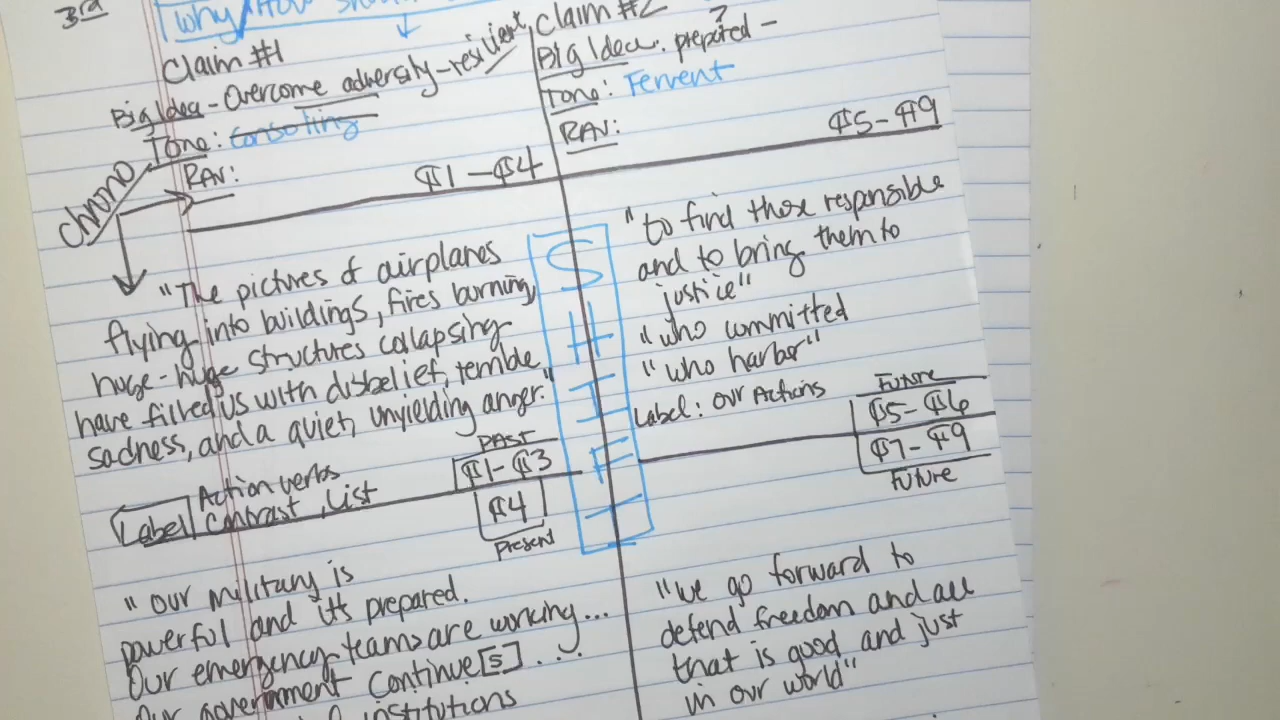 3rd
why/How
Claim #1
Big Idea - Overcome adversity - resilient
Tone: consoling
RAV:
Chrono
¶1 - ¶4
"The pictures of airplanes
flying into buildings, fires burning,
huge - huge structures collapsing
have filled us with disbelief, terrible
sadness, and a quiet, unyielding anger."
Past
¶1 - ¶3
¶4
Present
Label Action verbs
Contrast, List
"our military is
powerful and it's prepared.
Our emergency teams are working...
Our government continue[s]...
institutions
SHIFT
Claim #2
Big Idea. prepared? -
Tone: Fervent
RAV:
¶5 - ¶9
"to find those responsible
and to bring them to
justice"
"who committed
"who harbor"
Label: our Actions
Future
¶5 - ¶6
¶7 - ¶9
Future
"we go forward to
defend freedom and all
that is good and just
in our world"